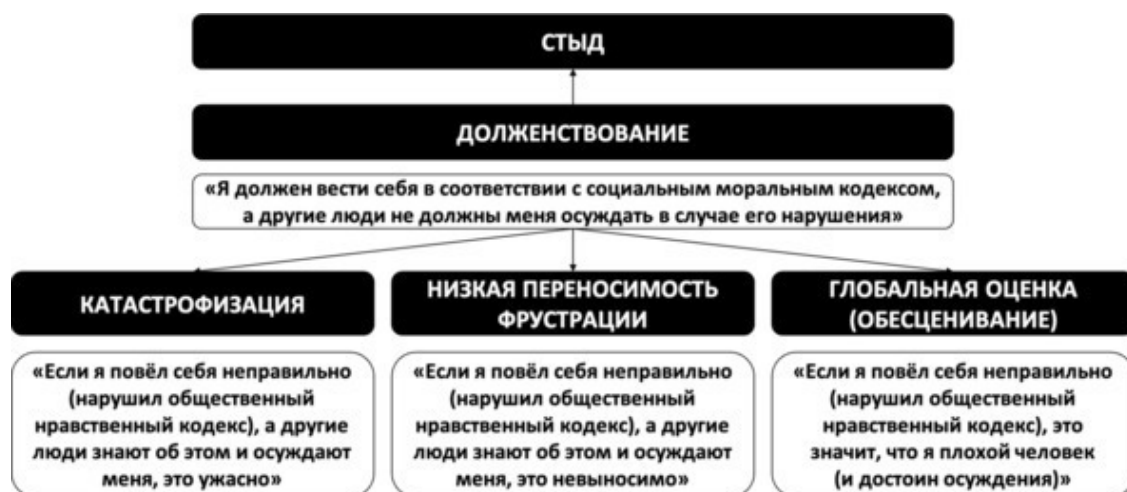 СТЫД
ДОЛЖЕНСТВОВАНИЕ
«Я должен вести себя в соответствии с социальным моральным кодексом,
а другие люди не должны меня осуждать в случае его нарушения»
КАТАСТРОФИЗАЦИЯ
«Если я повёл себя неправильно
(нарушил общественный
нравственный кодекс), а другие
люди знают об этом и осуждают
меня, это ужасно»
НИЗКАЯ ПЕРЕНОСИМОСТЬ
ФРУСТРАЦИИ
«Если я повёл себя неправильно
(нарушил общественный
нравственный кодекс), а другие
люди знают об этом и осуждают
меня, это невыносимо»
ГЛОБАЛЬНАЯ ОЦЕНКА
(ОБЕСЦЕНИВАНИЕ)
«Если я повёл себя неправильно
(нарушил общественный
нравственный кодекс), это
значит, что я плохой человек
(и достоин осуждения)»